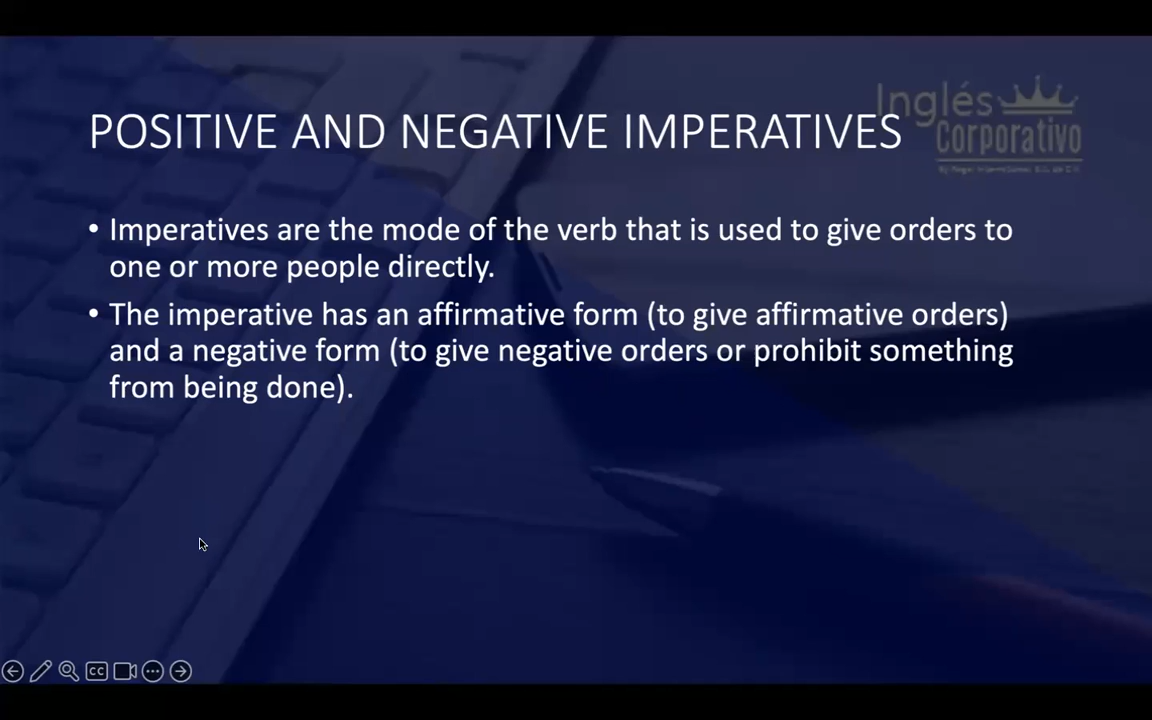 Inglés
POSITIVE AND NEGATIVE IMPERATIVES
Corporativo
• Imperatives are the mode of the verb that is used to give orders to
one or more people directly.
• The imperative has an affirmative form (to give affirmative orders)
and a negative form (to give negative orders or prohibit something
from being done).
CC